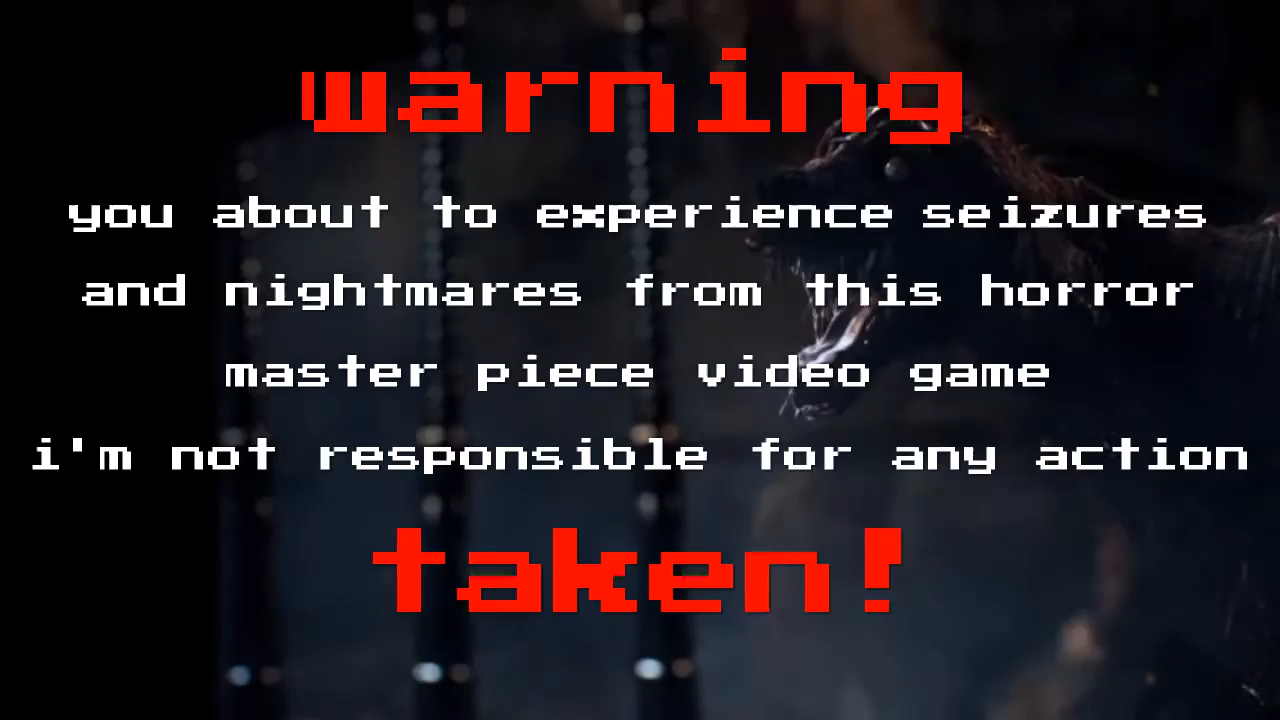 warning
you about to experience seizures
and nightmares from this horror
master piece video game
i'm not responsible for any action
taken!